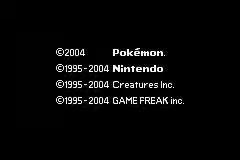 ©2004 Pokémon.
©1995-2004 Nintendo
©1995-2004 Creatures Inc.
©1995-2004 GAME FREAK inc.